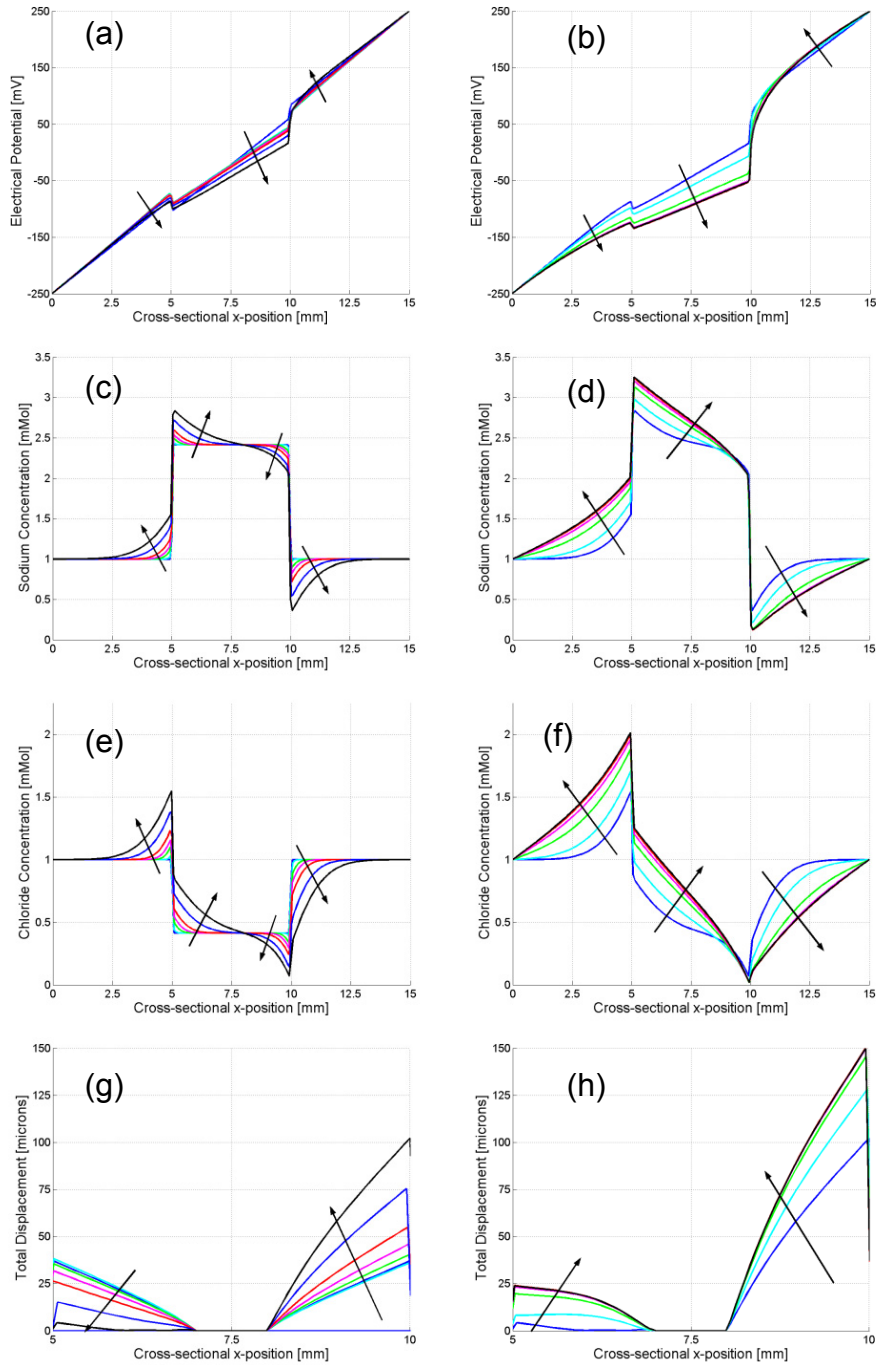 (a)
Electrical Potential [mV]
250
150
50
-50
-150
-250
0 2.5 5 7.5 10 12.5 15
Cross-sectional x-position [mm]
(b)
Electrical Potential [mV]
250
150
50
-50
-150
-250
0 2.5 5 7.5 10 12.5 15
Cross-sectional x-position [mm]
(c)
Sodium Concentration [mMol]
3.5
3
2.5
2
1.5
1
0.5
0
0 2.5 5 7.5 10 12.5 15
Cross-sectional x-position [mm]
(d)
Sodium Concentration [mMol]
3.5
3
2.5
2
1.5
1
0.5
0
0 2.5 5 7.5 10 12.5 15
Cross-sectional x-position [mm]
(e)
Chloride Concentration [mMol]
2
1.5
1
0.5
0
0 2.5 5 7.5 10 12.5 15
Cross-sectional x-position [mm]
(f)
Chloride Concentration [mMol]
2
1.5
1
0.5
0
0 2.5 5 7.5 10 12.5 15
Cross-sectional x-position [mm]
(g)
Total Displacement [microns]
150
125
100
75
50
25
0
5 7.5 10
Cross-sectional x-position [mm]
(h)
Total Displacement [microns]
150
125
100
75
50
25
0
5 7.5 10
Cross-sectional x-position [mm]